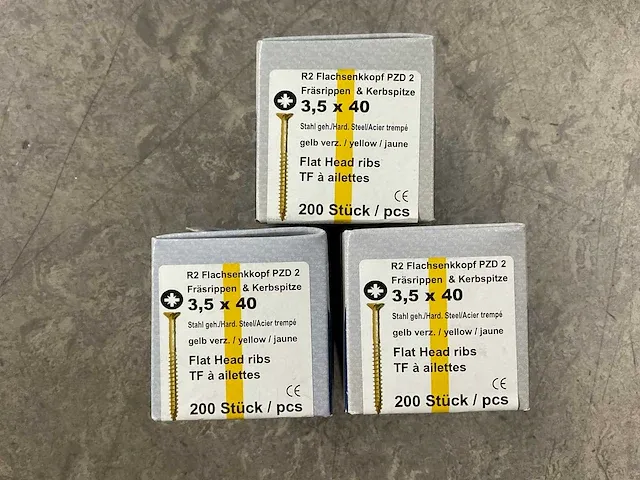 R2 Flachsenkkopf PZD 2
Fräsrippen & Kerbspitze
3,5 x 40
Stahl geh./Hard. Steel/Acier trempé
gelb verz. / yellow / jaune
Flat Head ribs
TF à ailettes
CE
200 Stück / pcs
R2 Flachsenkkopf PZD 2
Fräsrippen & Kerbspitze
3,5 x 40
Stahl geh./Hard. Steel/Acier trempé
gelb verz. / yellow / jaune
Flat Head ribs
TF à ailettes
CE
200 Stück / pcs
R2 Flachsenkkopf PZD 2
Fräsrippen & Kerbspitze
3,5 x 40
Stahl geh./Hard. Steel/Acier trempé
gelb verz. / yellow / jaune
Flat Head ribs
TF à ailettes
CE
200 Stück / pcs